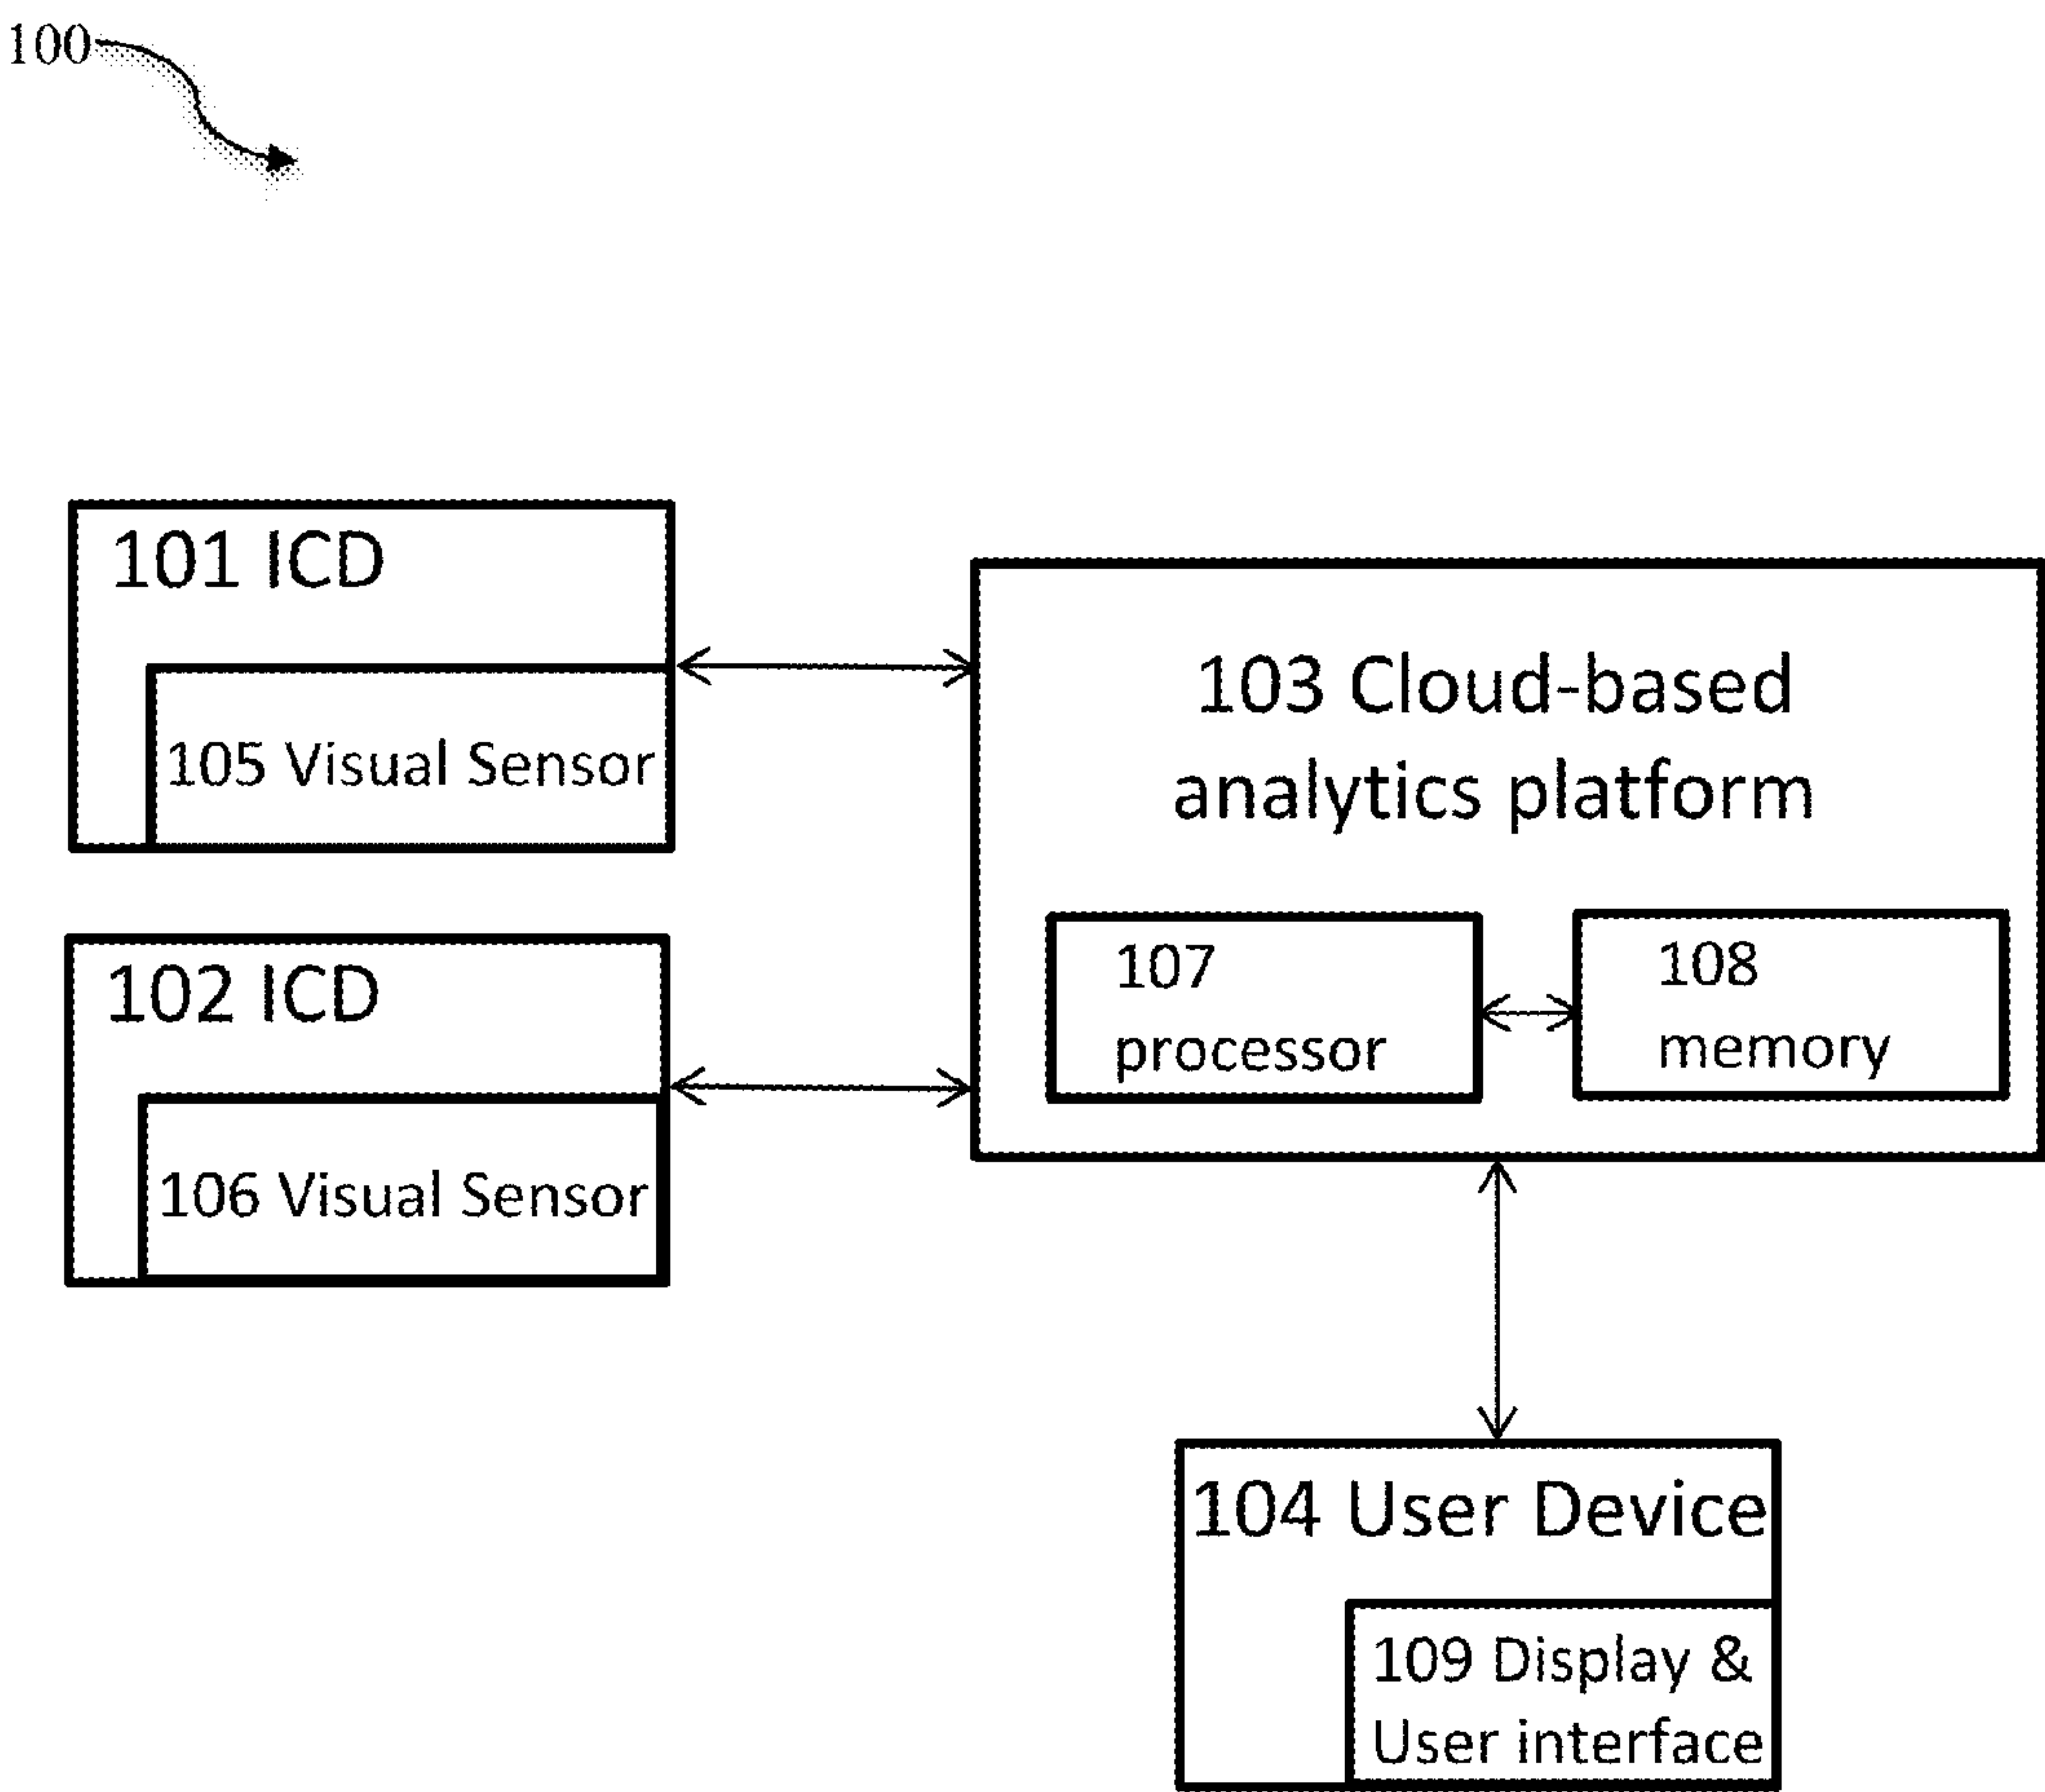 100
101 ICD
105 Visual Sensor
102 ICD
106 Visual Sensor
103 Cloud-based
analytics platform
107
processor
108
memory
104 User Device
109 Display &
User interface